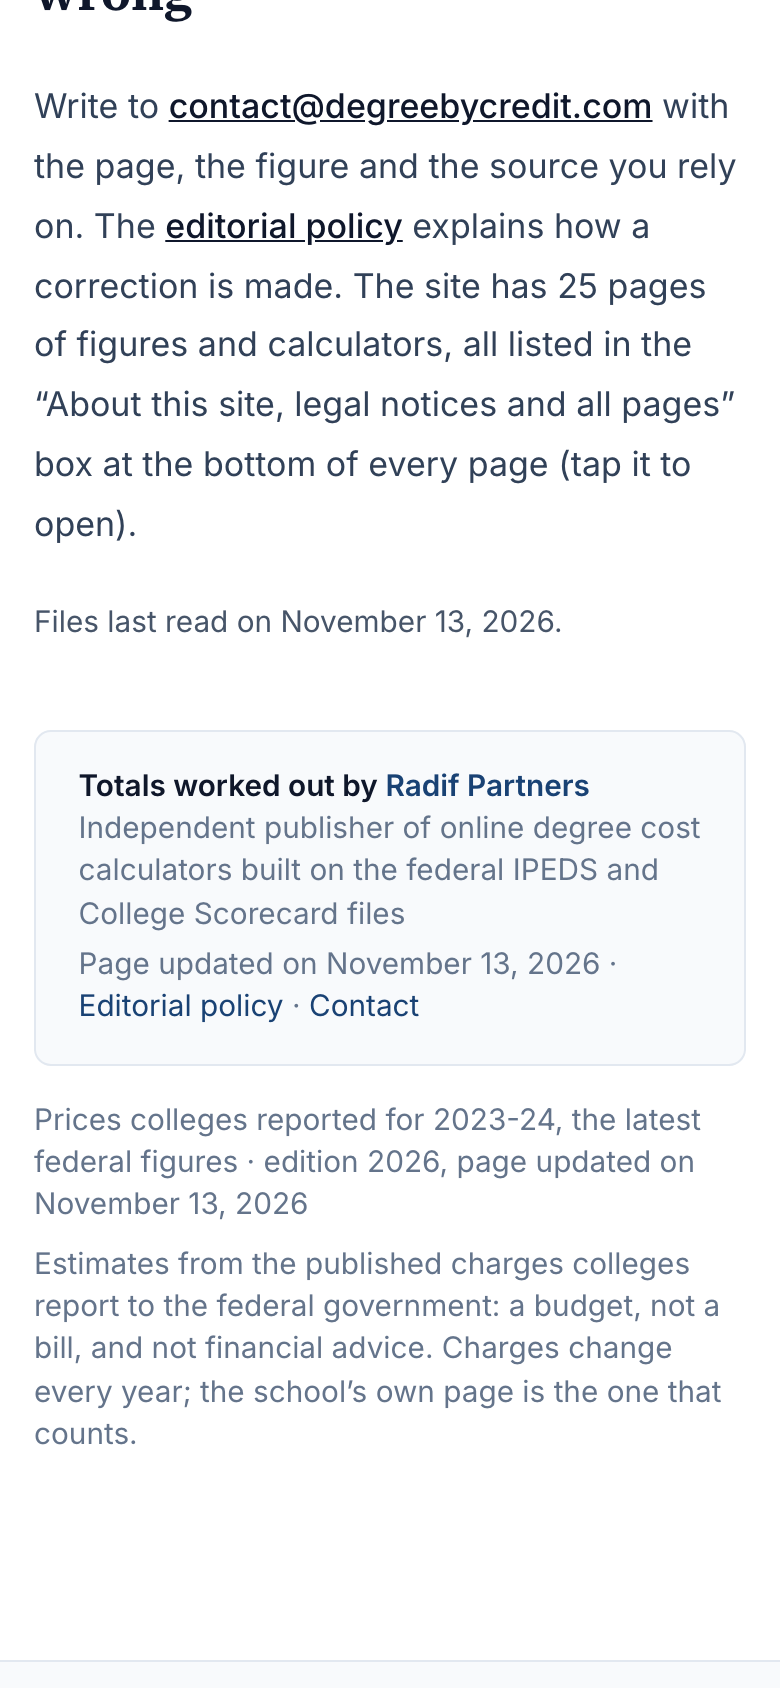 wrong
Write to contact@degreebycredit.com with
the page, the figure and the source you rely
on. The editorial policy explains how a
correction is made. The site has 25 pages
of figures and calculators, all listed in the
“About this site, legal notices and all pages”
box at the bottom of every page (tap it to
open).
Files last read on November 13, 2026.
Totals worked out by Radif Partners
Independent publisher of online degree cost
calculators built on the federal IPEDS and
College Scorecard files
Page updated on November 13, 2026 ·
Editorial policy · Contact
Prices colleges reported for 2023-24, the latest
federal figures · edition 2026, page updated on
November 13, 2026
Estimates from the published charges colleges
report to the federal government: a budget, not a
bill, and not financial advice. Charges change
every year; the school’s own page is the one that
counts.